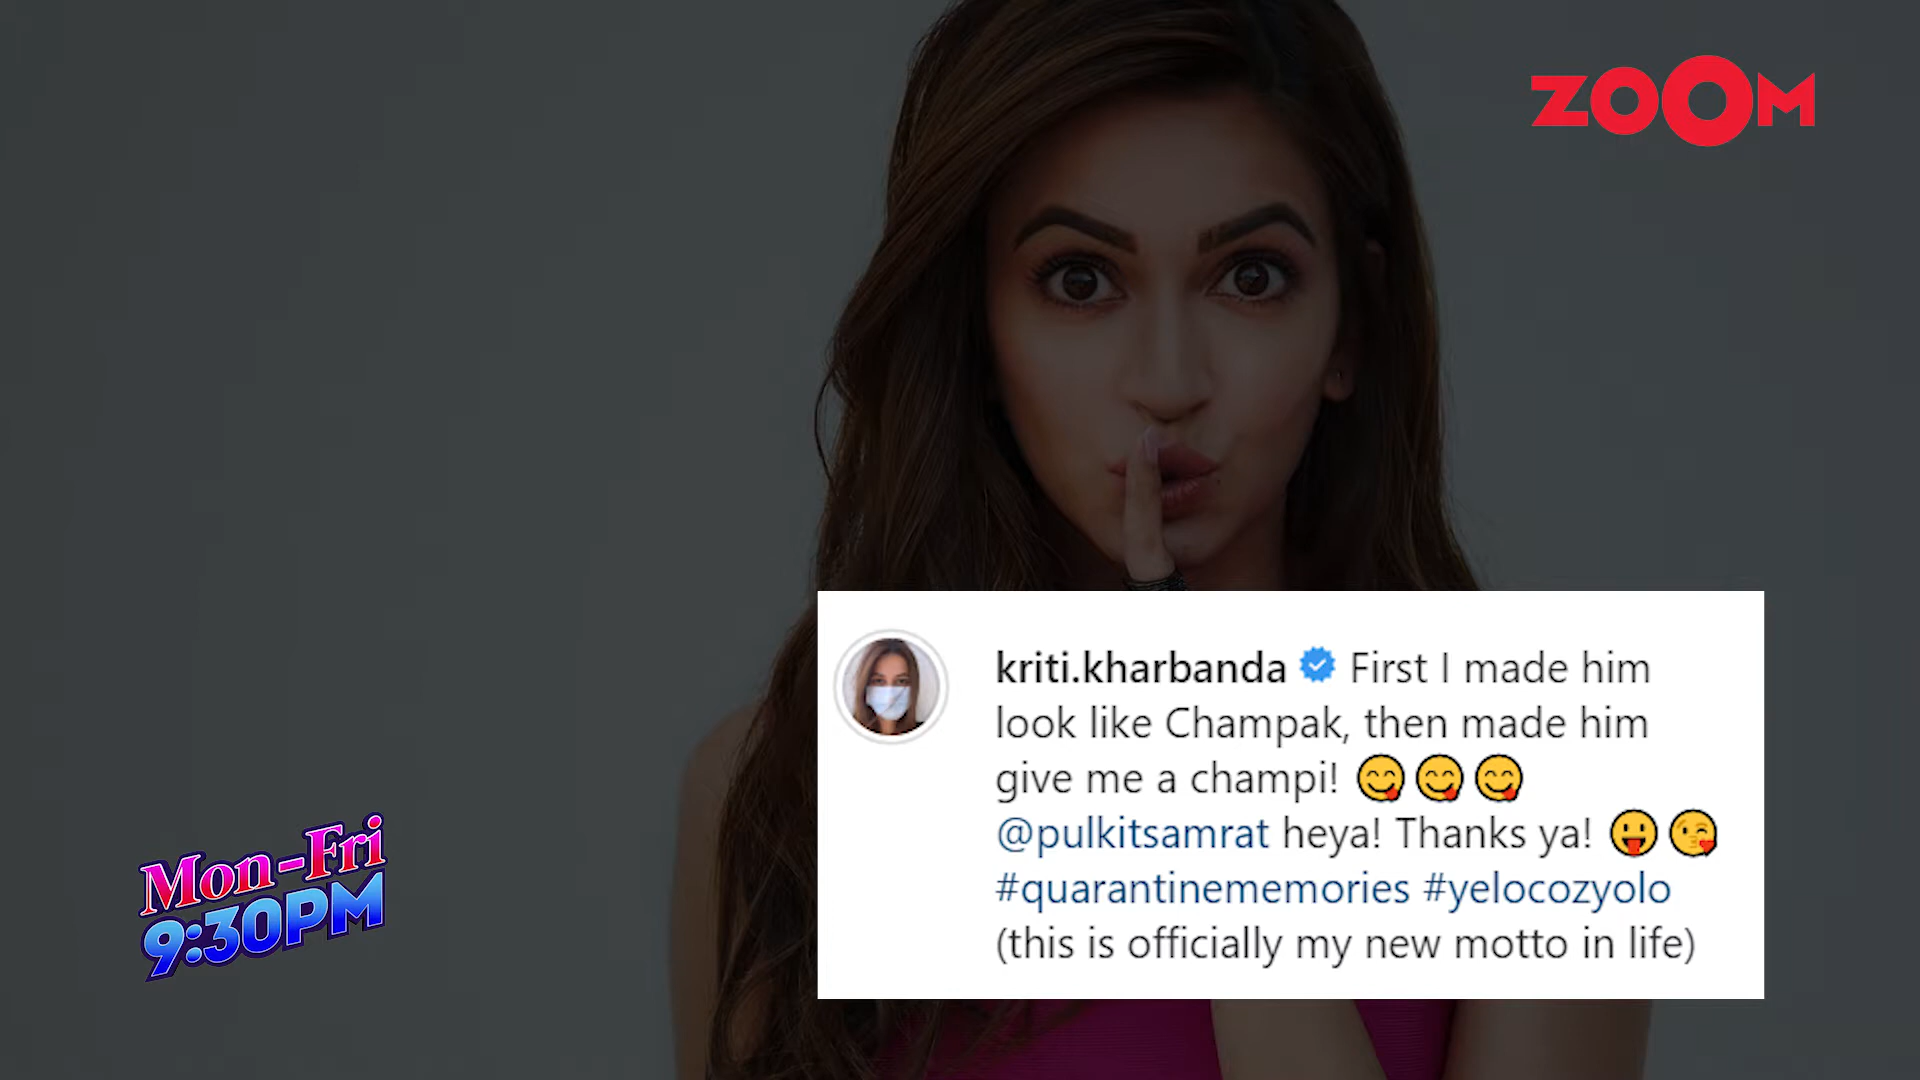 ZOOM
kriti.kharbanda First I made him
look like Champak, then made him
give me a champi! 😋😋😋
@pulkitsamrat heya! Thanks ya! 😛😘
#quarantinememories #yelocozyolo
(this is officially my new motto in life)
Mon-Fri
9:30PM